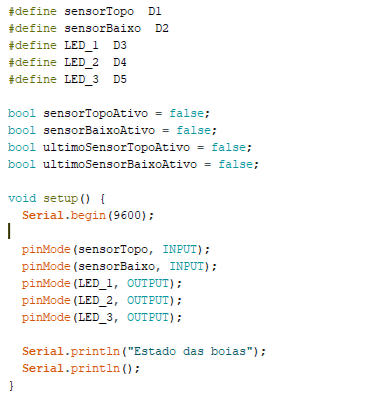 #define sensorTopo  D1
#define sensorBaixo  D2
#define LED_1  D3
#define LED_2  D4
#define LED_3  D5
bool sensorTopoAtivo = false;
bool sensorBaixoAtivo = false;
bool ultimoSensorTopoAtivo = false;
bool ultimoSensorBaixoAtivo = false;
void setup() {
  Serial.begin(9600);
  pinMode(sensorTopo, INPUT);
  pinMode(sensorBaixo, INPUT);
  pinMode(LED_1, OUTPUT);
  pinMode(LED_2, OUTPUT);
  pinMode(LED_3, OUTPUT);
  Serial.println("Estado das boias");
  Serial.println();
}